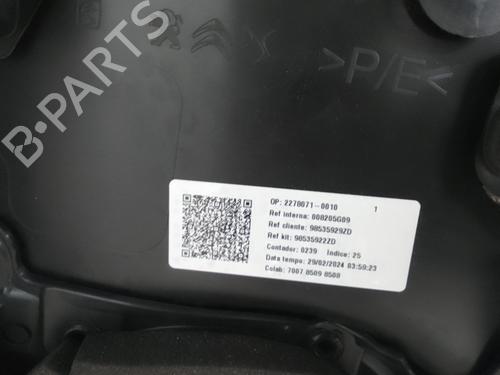 >P/E<
B-PARTS
OP: 2278071-0010 1
Ref interna: 008205G09
Ref cliente: 98535929ZD
Ref kit: 98535922ZD
Contador: 0239 Indice: 25
Data tempo: 29/02/2024 03:59:23
Colab: 7007 8509 8508